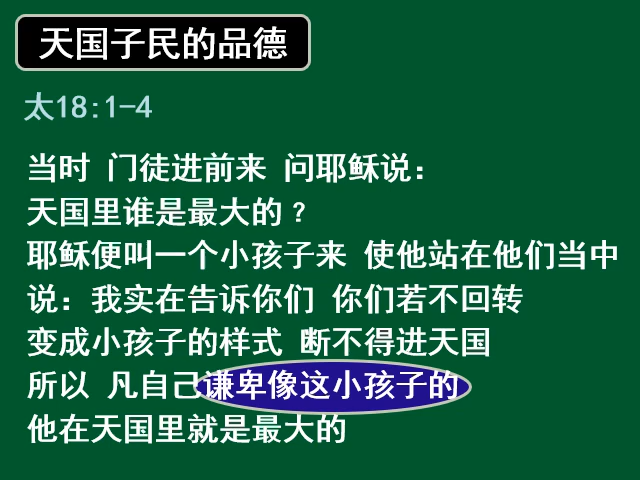 天国子民的品德
太18:1-4
当时 门徒进前来 问耶稣说：
天国里谁是最大的？
耶稣便叫一个小孩子来 使他站在他们当中
说：我实在告诉你们 你们若不回转
变成小孩子的样式 断不得进天国
所以 凡自己谦卑像这小孩子的
他在天国里就是最大的